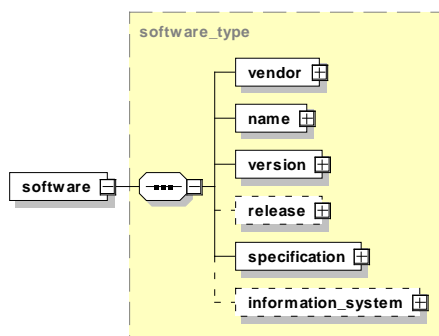 software_type
vendor
name
version
software
release
specification
information_system